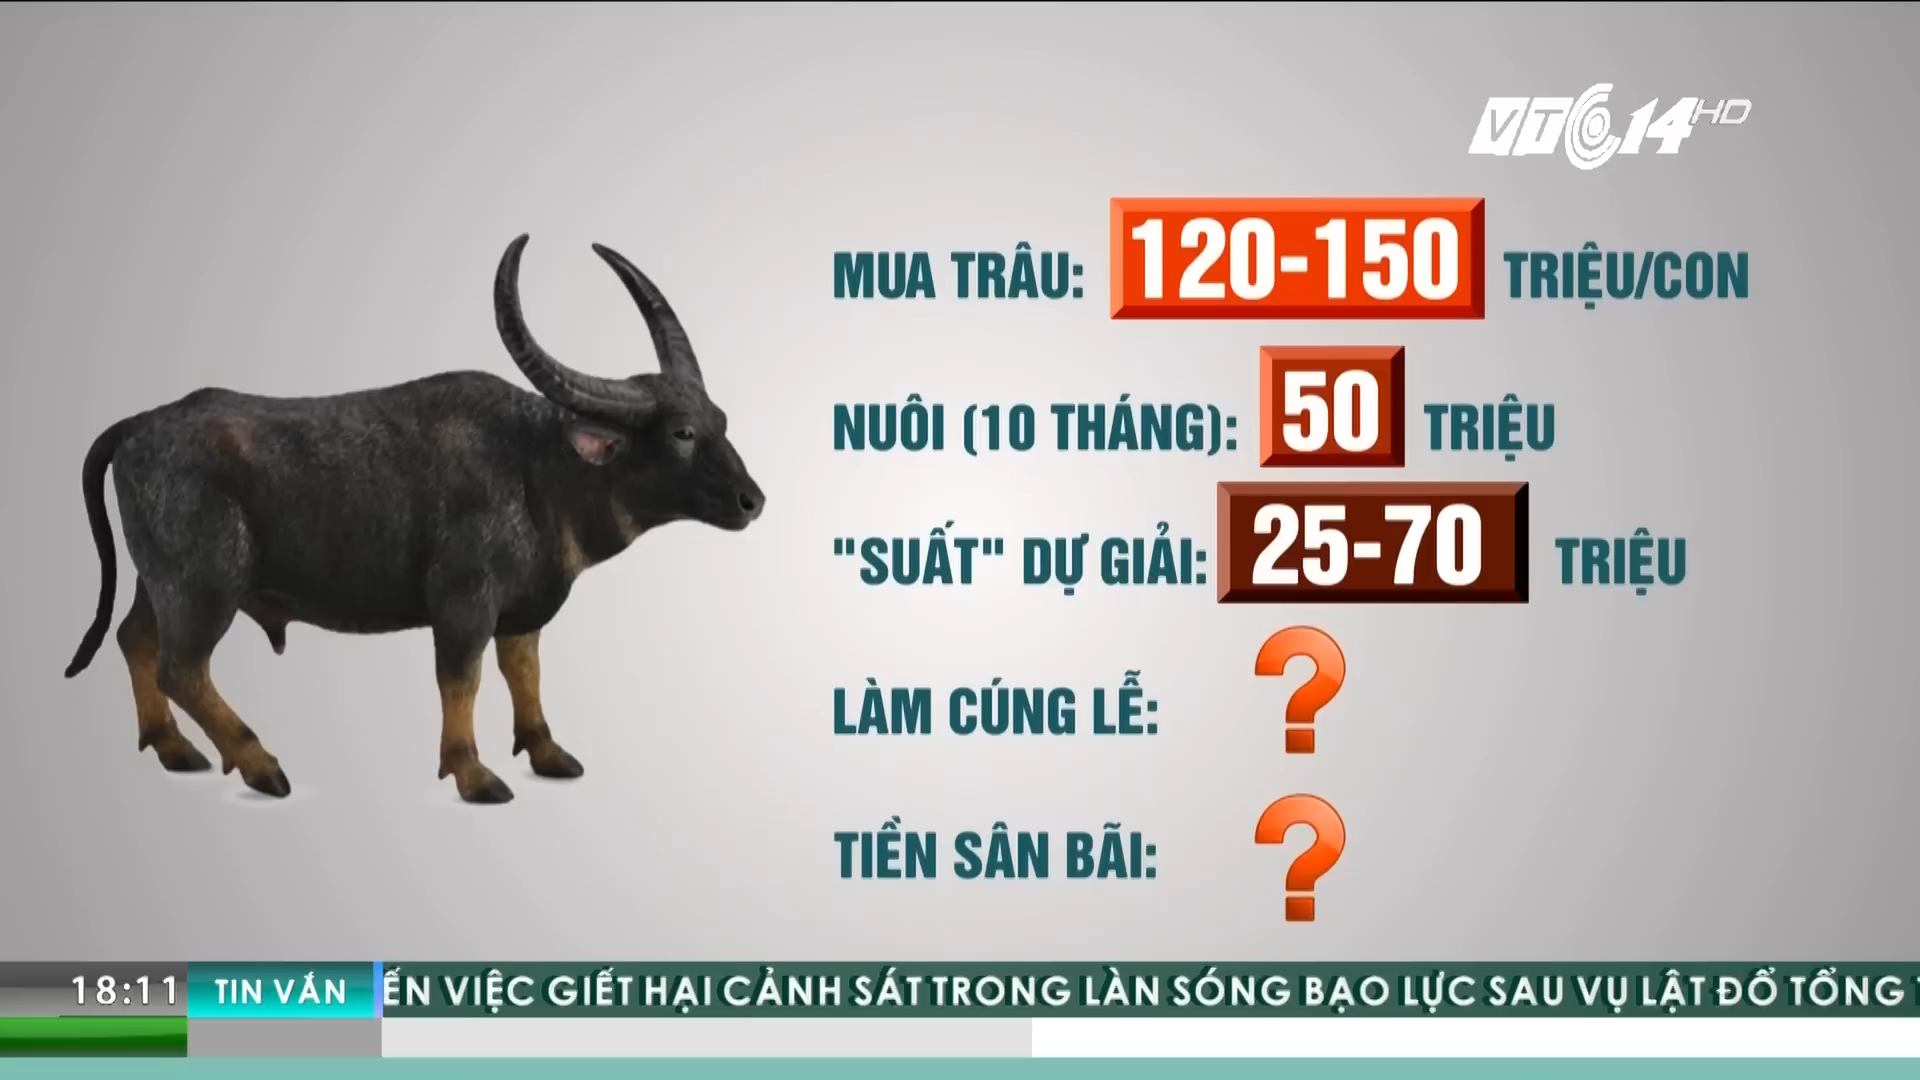 VTC14 HD
MUA TRÂU: 120-150 TRIỆU/CON
NUÔI (10 THÁNG): 50 TRIỆU
"SUẤT" DỰ GIẢI: 25-70 TRIỆU
LÀM CÚNG LỄ: ?
TIỀN SÂN BÃI: ?
18:11 TIN VẮN ẾN VIỆC GIẾT HẠI CẢNH SÁT TRONG LÀN SÓNG BẠO LỰC SAU VỤ LẬT ĐỔ TỔNG